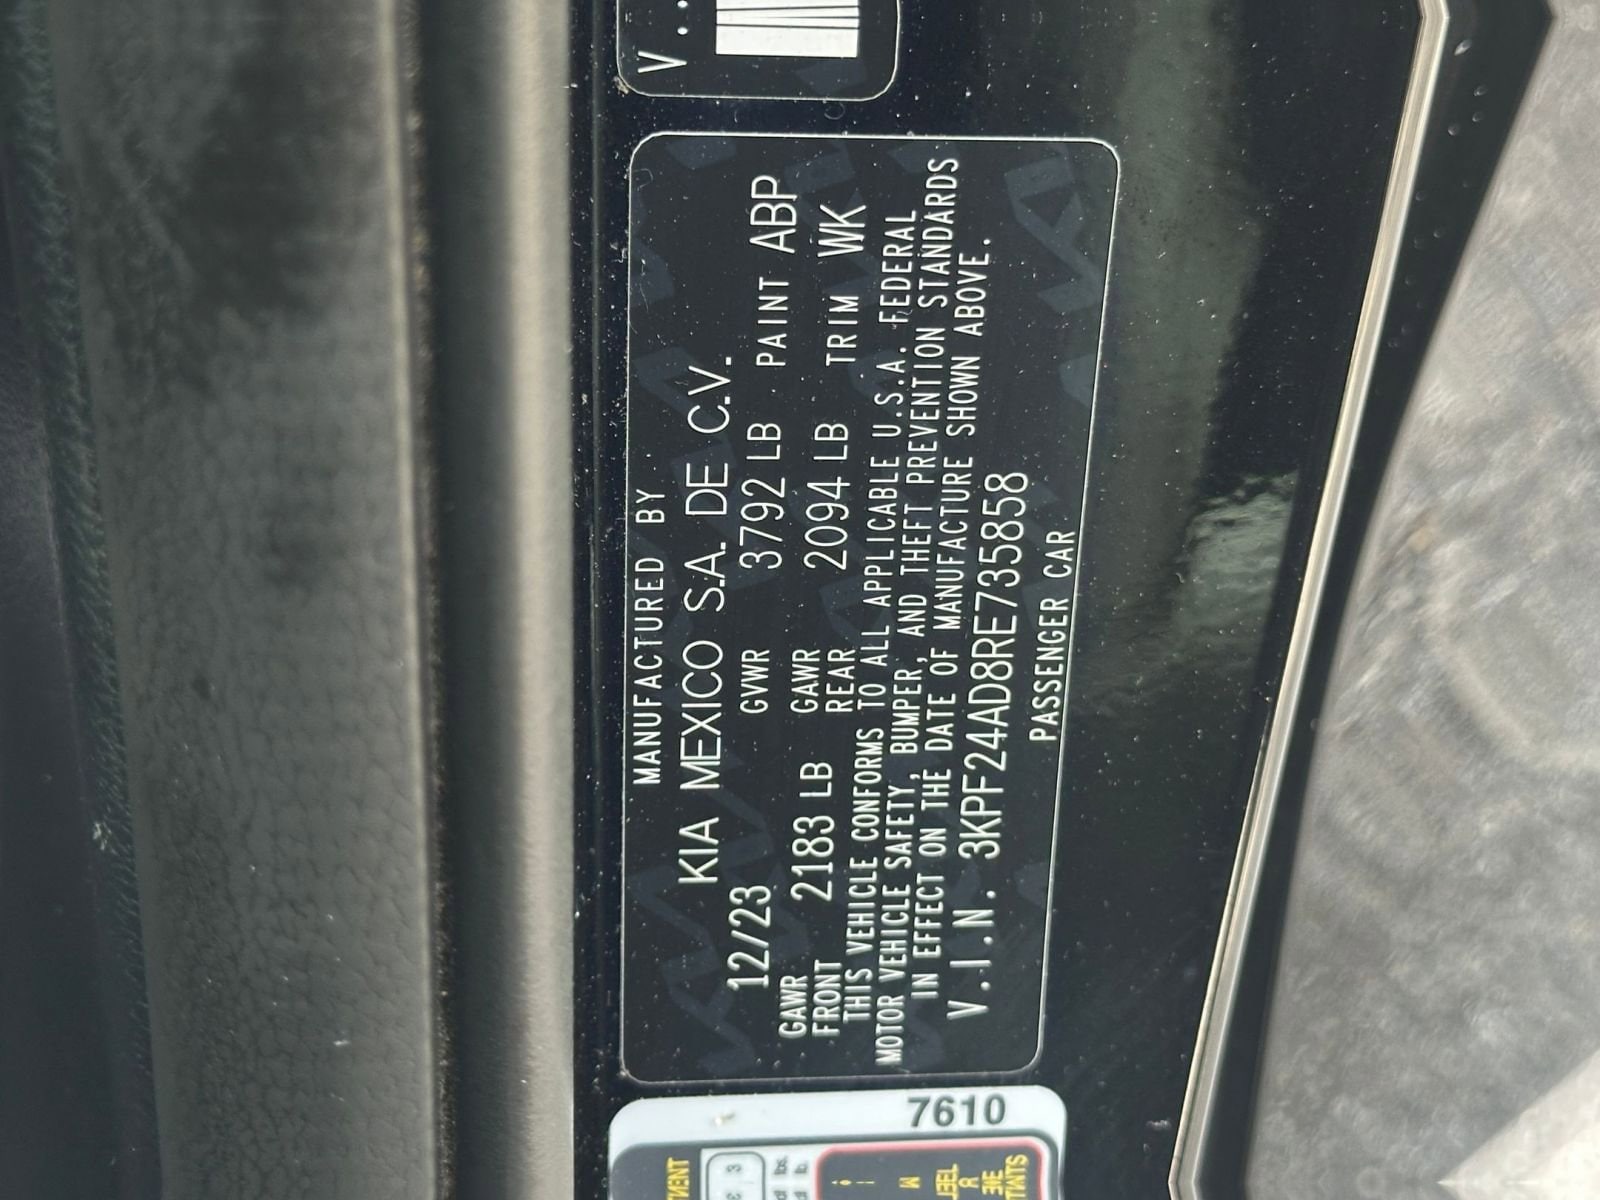 MANUFACTURED BY
KIA MEXICO S.A. DE C.V.
12/23 GVWR 3792 LB PAINT ABP
GAWR FRONT 2183 LB GAWR REAR 2094 LB TRIM WK
THIS VEHICLE CONFORMS TO ALL APPLICABLE U.S.A. FEDERAL
MOTOR VEHICLE SAFETY, BUMPER, AND THEFT PREVENTION STANDARDS
IN EFFECT ON THE DATE OF MANUFACTURE SHOWN ABOVE.
V.I.N. 3KPF24AD8RE735858
PASSENGER CAR
7610